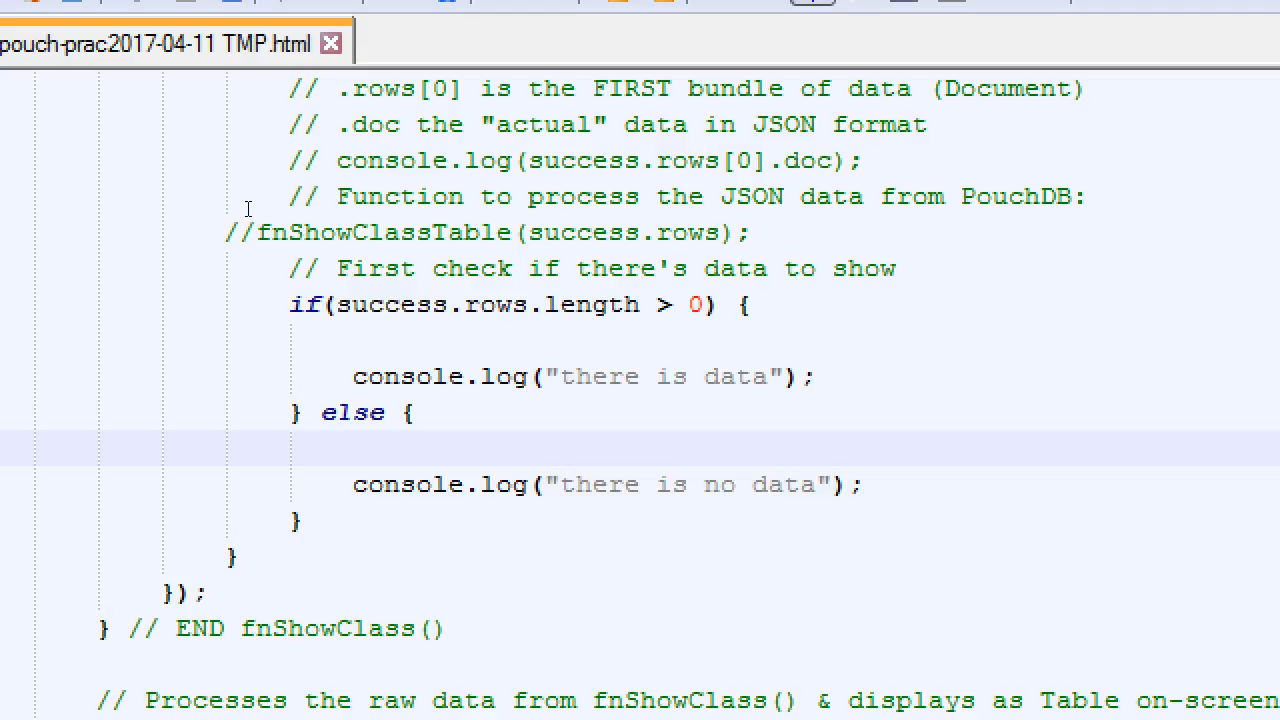 pouch-prac2017-04-11 TMP.html
// .rows[0] is the FIRST bundle of data (Document)
// .doc the "actual" data in JSON format
// console.log(success.rows[0].doc);
// Function to process the JSON data from PouchDB:
//fnShowClassTable(success.rows);
// First check if there's data to show
if(success.rows.length > 0) {
console.log("there is data");
} else {
console.log("there is no data");
}
}
});
} // END fnShowClass()
// Processes the raw data from fnShowClass() & displays as Table on-screen